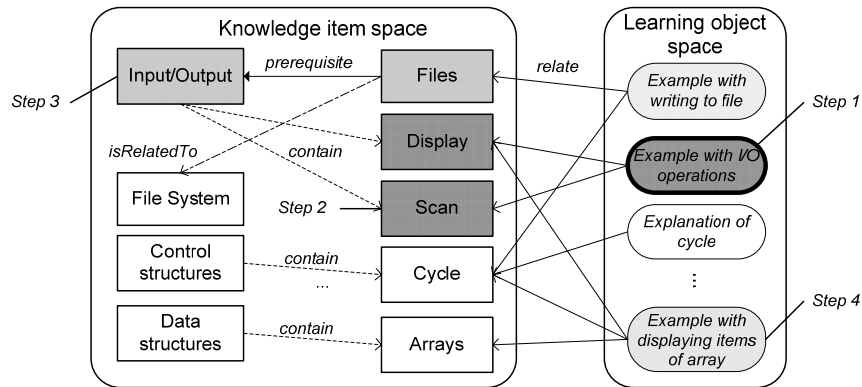 Knowledge item space
Learning object
space
Input/Output
prerequisite
Files
relate
Example with
writing to file
Step 3
Step 1
Display
Example with I/O
operations
isRelatedTo
contain
File System
Step 2
Scan
Explanation of
cycle
Control
structures
contain
...
Cycle
...
Step 4
Data
structures
contain
Arrays
Example with
displaying items
of array